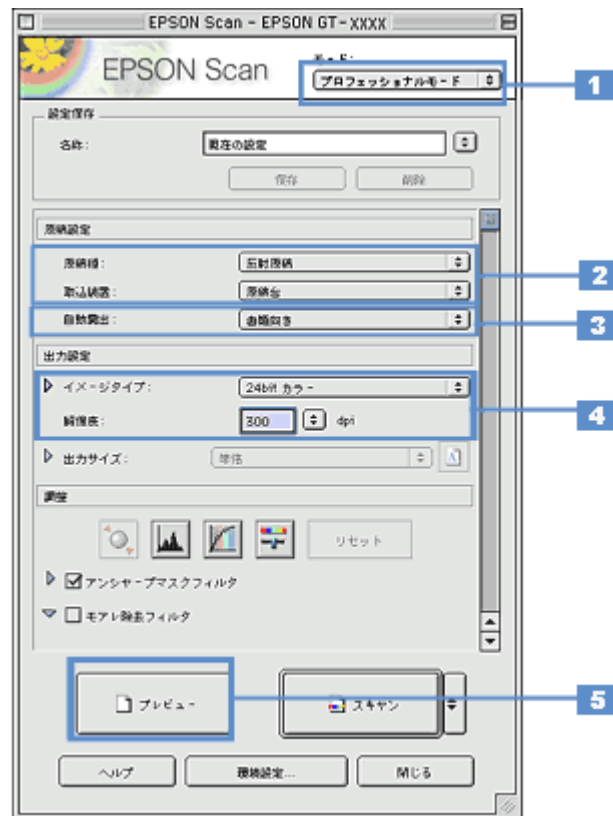 EPSON Scan - EPSON GT-XXXX
EPSON Scan
モード:
プロフェッショナルモード
1
設定保存
名称:
現在の設定
保存
削除
原稿設定
原稿種:
反射原稿
2
取込装置:
原稿台
自動露出:
書類向き
3
出力設定
イメージタイプ:
24bit カラー
解像度:
300
dpi
4
出力サイズ:
等倍
調整
リセット
アンシャープマスクフィルタ
モアレ除去フィルタ
プレビュー
スキャン
5
ヘルプ
環境設定...
閉じる